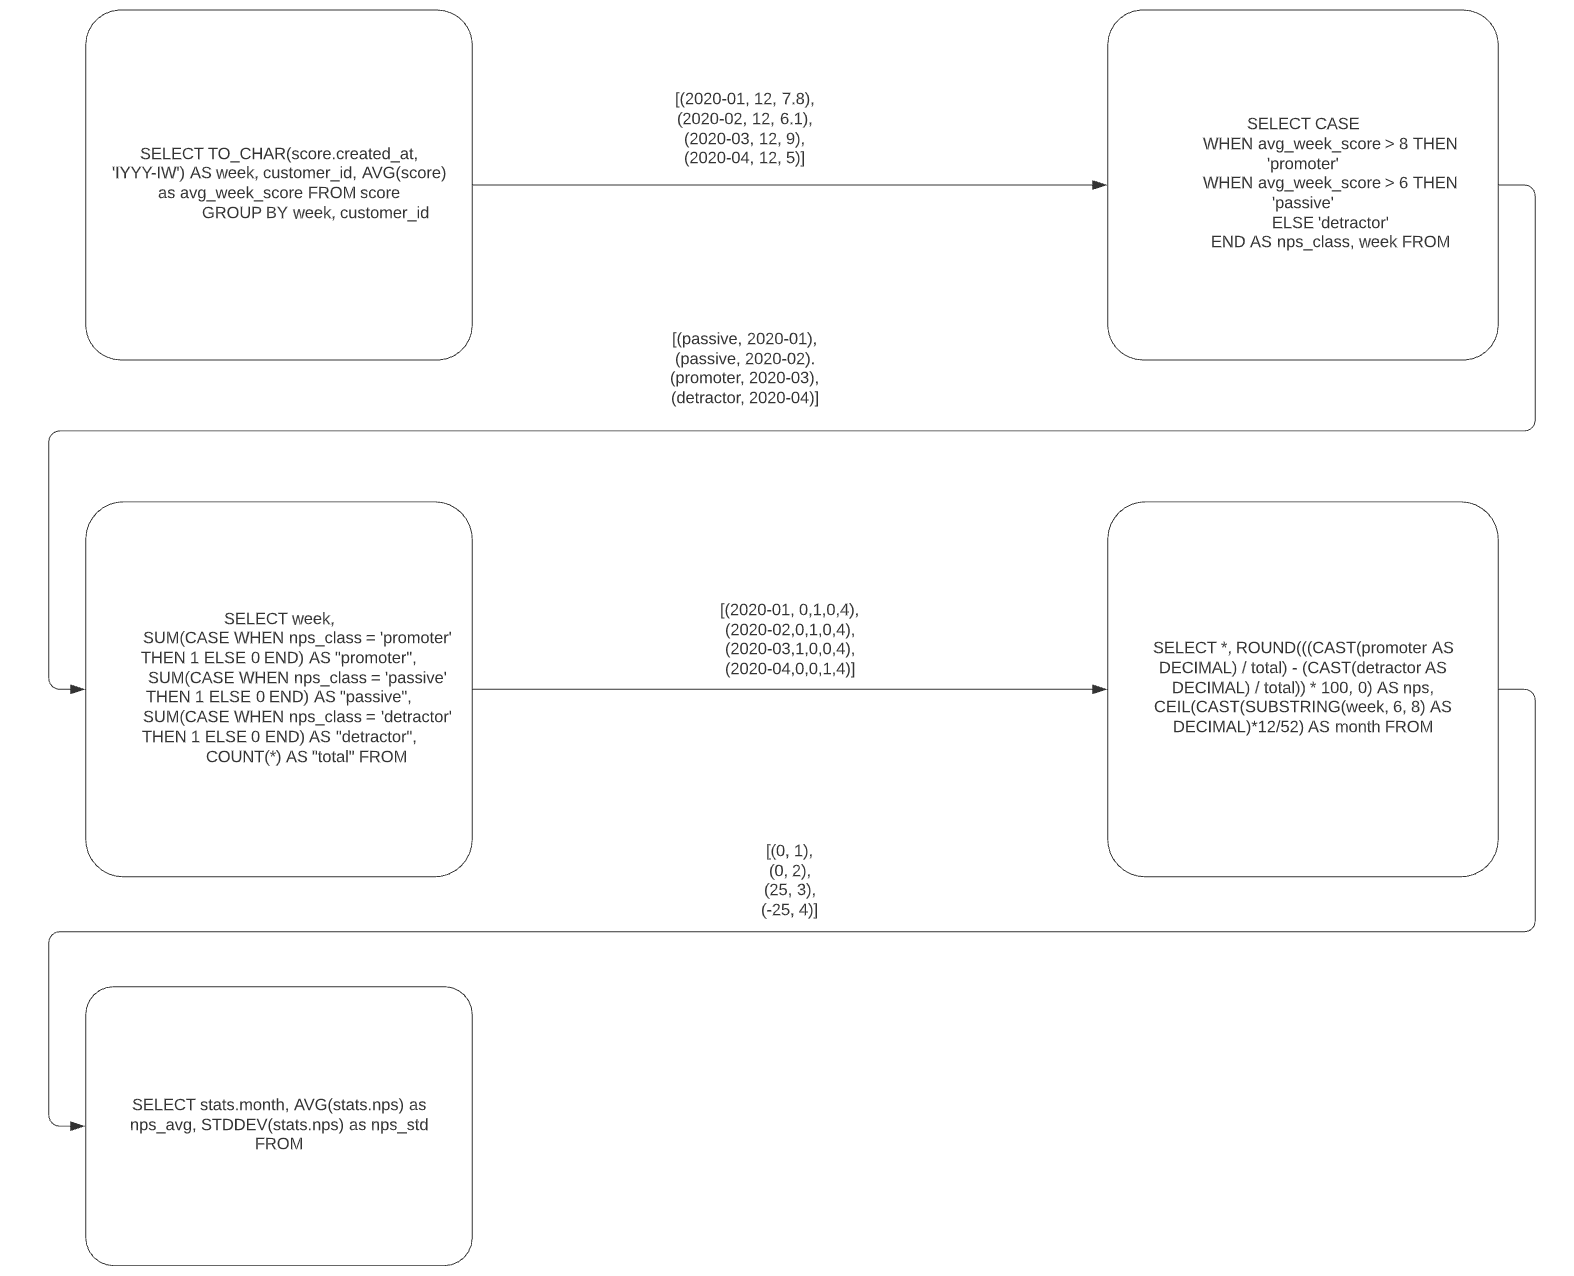 SELECT TO_CHAR(score.created_at,
'IYYY-IW') AS week, customer_id, AVG(score)
as avg_week_score FROM score
GROUP BY week, customer_id
[(2020-01, 12, 7.8),
(2020-02, 12, 6.1),
(2020-03, 12, 9),
(2020-04, 12, 5)]
SELECT CASE
WHEN avg_week_score > 8 THEN
'promoter'
WHEN avg_week_score > 6 THEN
'passive'
ELSE 'detractor'
END AS nps_class, week FROM
[(passive, 2020-01),
(passive, 2020-02).
(promoter, 2020-03),
(detractor, 2020-04)]
SELECT week,
SUM(CASE WHEN nps_class = 'promoter'
THEN 1 ELSE 0 END) AS "promoter",
SUM(CASE WHEN nps_class = 'passive'
THEN 1 ELSE 0 END) AS "passive",
SUM(CASE WHEN nps_class = 'detractor'
THEN 1 ELSE 0 END) AS "detractor",
COUNT(*) AS "total" FROM
[(2020-01, 0,1,0,4),
(2020-02,0,1,0,4),
(2020-03,1,0,0,4),
(2020-04,0,0,1,4)]
SELECT *, ROUND(((CAST(promoter AS
DECIMAL) / total) - (CAST(detractor AS
DECIMAL) / total)) * 100, 0) AS nps,
CEIL(CAST(SUBSTRING(week, 6, 8) AS
DECIMAL)*12/52) AS month FROM
[(0, 1),
(0, 2),
(25, 3),
(-25, 4)]
SELECT stats.month, AVG(stats.nps) as
nps_avg, STDDEV(stats.nps) as nps_std
FROM